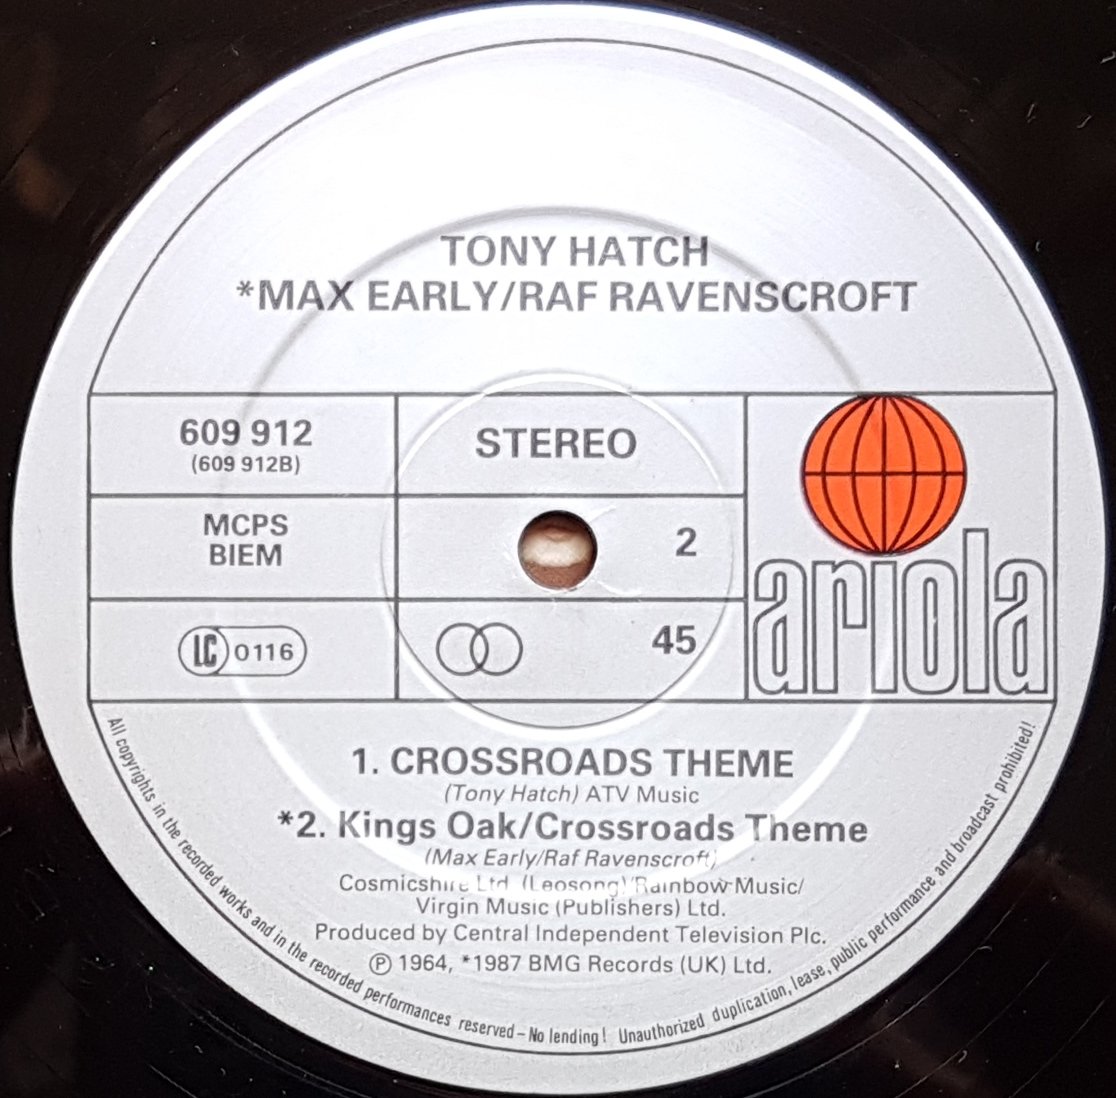 TONY HATCH
*MAX EARLY/RAF RAVENSCROFT
609 912
(609 912B)
STEREO
MCPS
BIEM
2
LC 0116
45
ariola
1. CROSSROADS THEME
(Tony Hatch) ATV Music
*2. Kings Oak/Crossroads Theme
(Max Early/Raf Ravenscroft)
Cosmicshire Ltd. (Leosong)/Rainbow Music/
Virgin Music (Publishers) Ltd.
Produced by Central Independent Television Plc.
Ⓟ 1964, *1987 BMG Records (UK) Ltd.
All copyrights in the recorded works and in the recorded performances reserved – No lending! Unauthorized duplication, lease, public performance and broadcast prohibited!